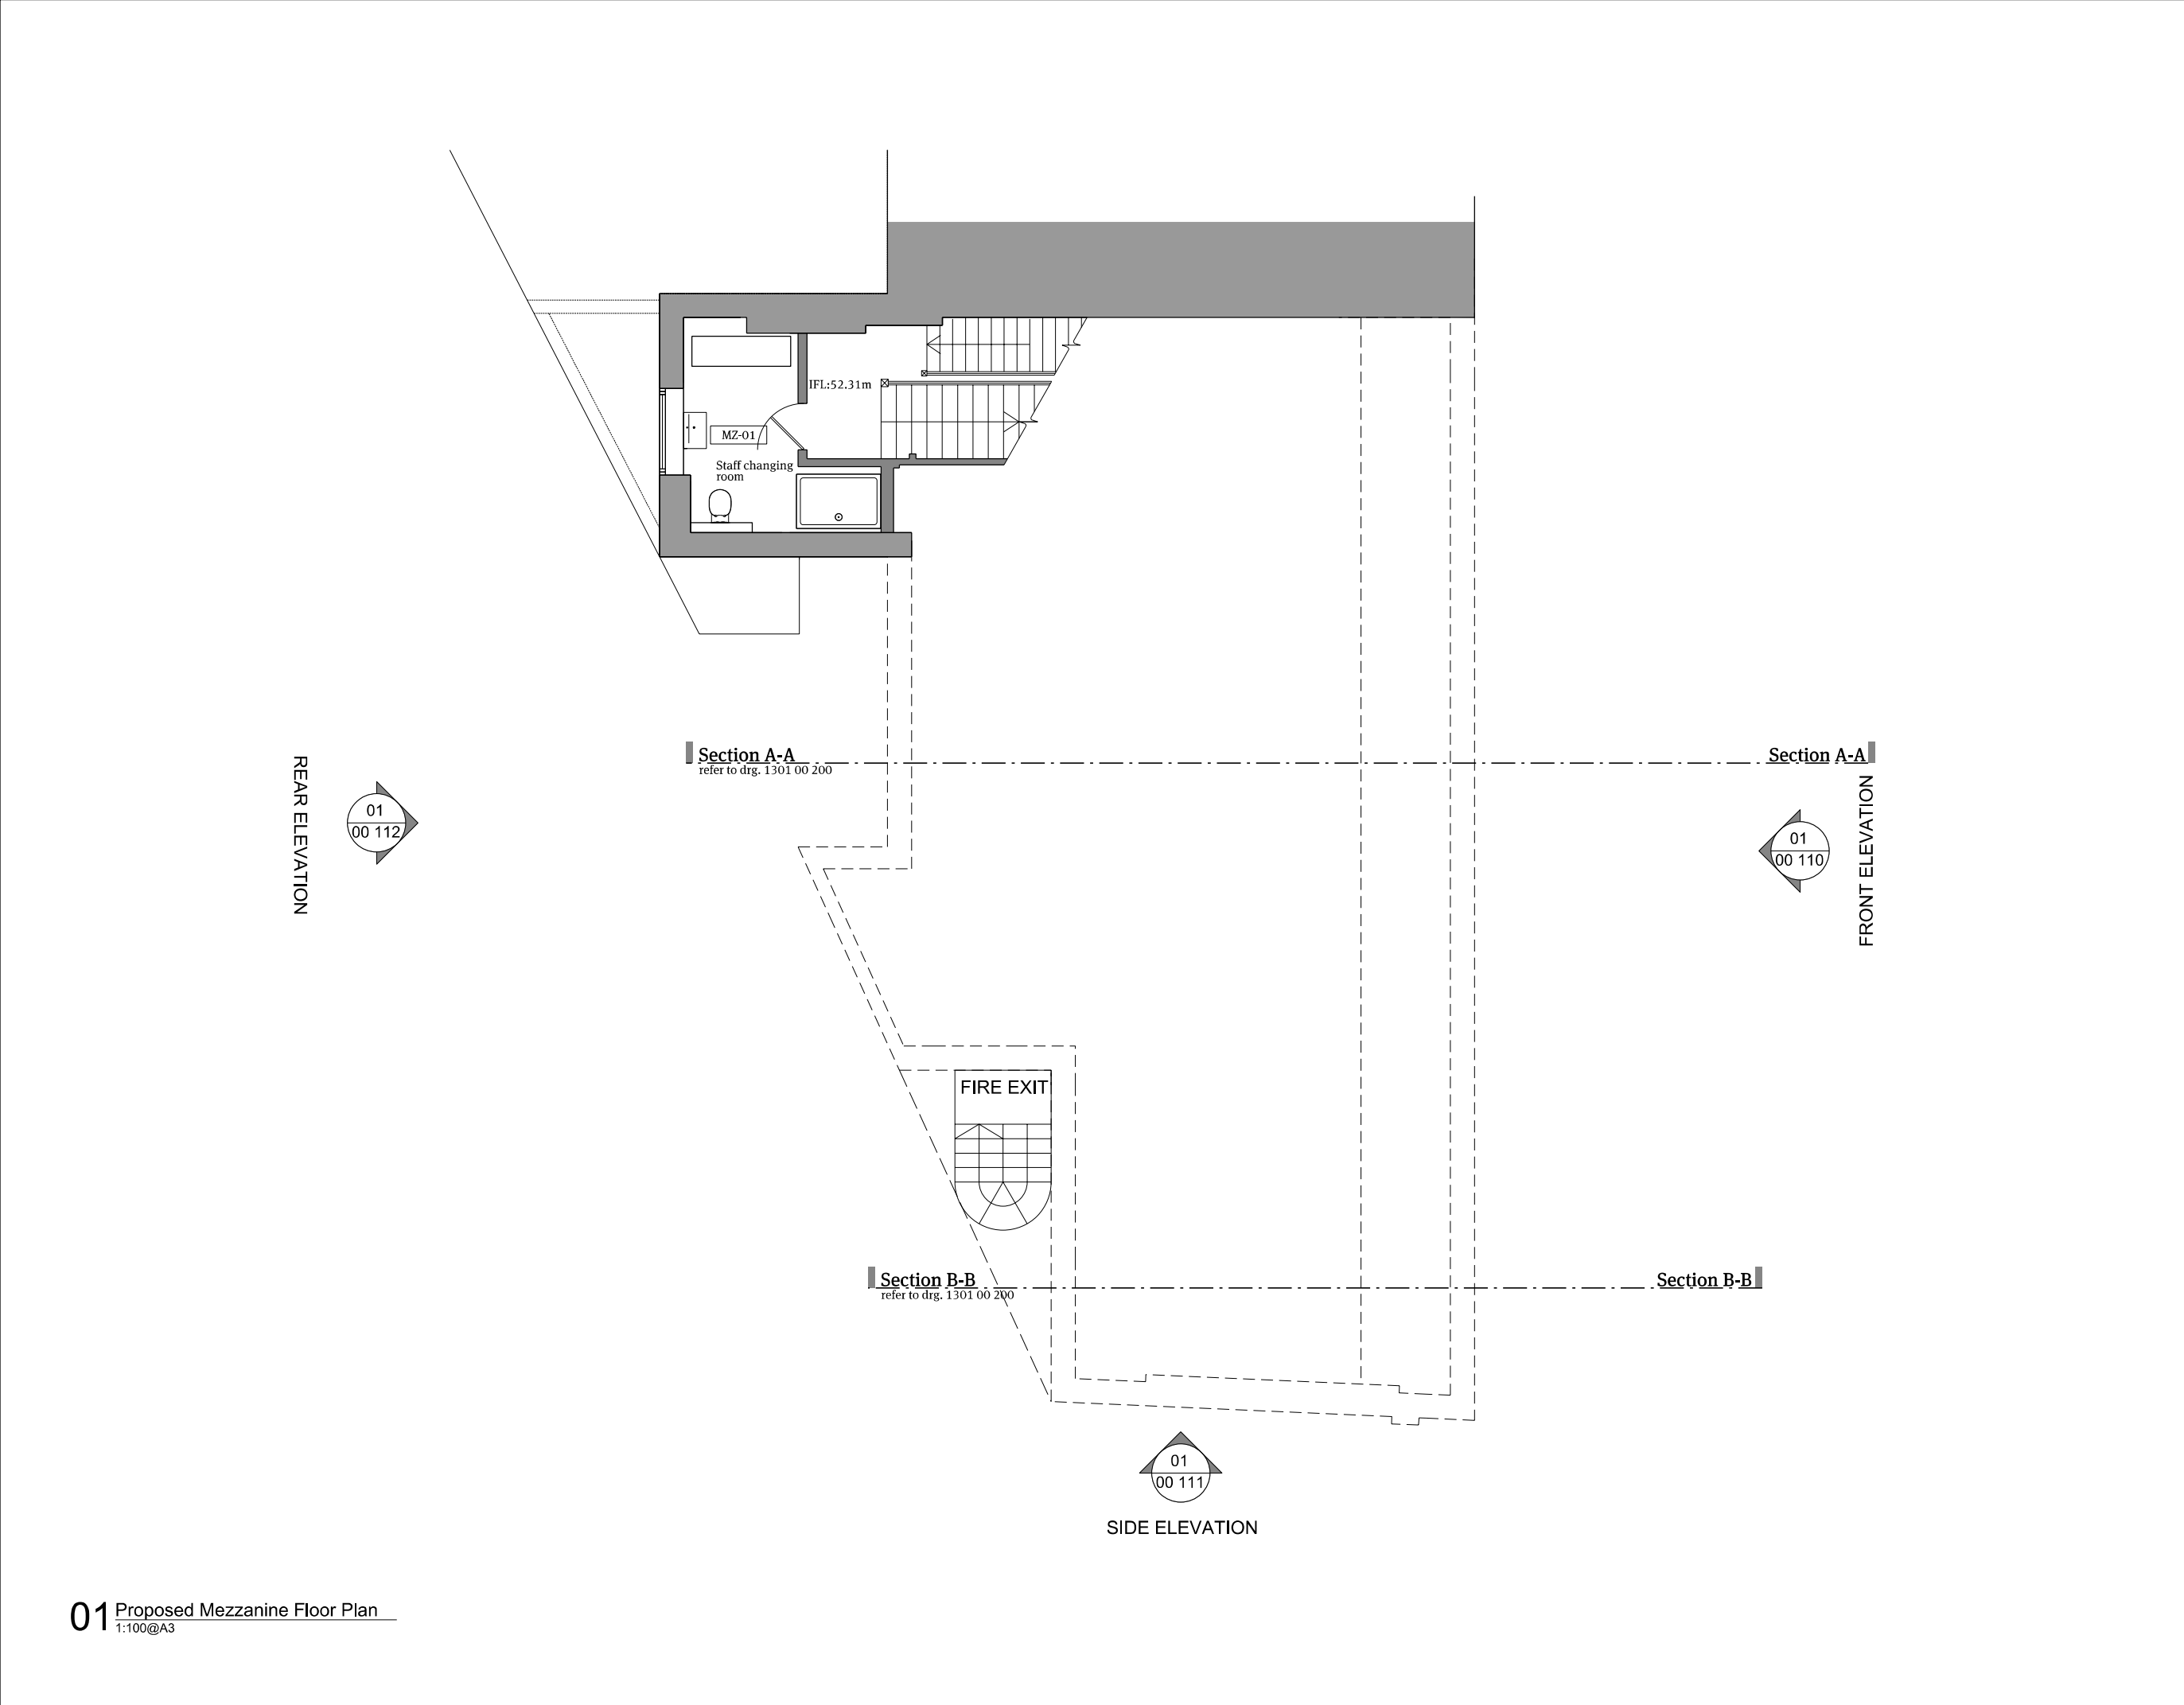 IFL:52.31m
MZ-01
Staff changing
room
Section A-A
refer to drg. 1301 00 200
Section A-A
REAR ELEVATION
01
00 112
01
00 110
FRONT ELEVATION
FIRE EXIT
Section B-B
refer to drg. 1301 00 200
Section B-B
01
00 111
SIDE ELEVATION
01 Proposed Mezzanine Floor Plan
1:100@A3